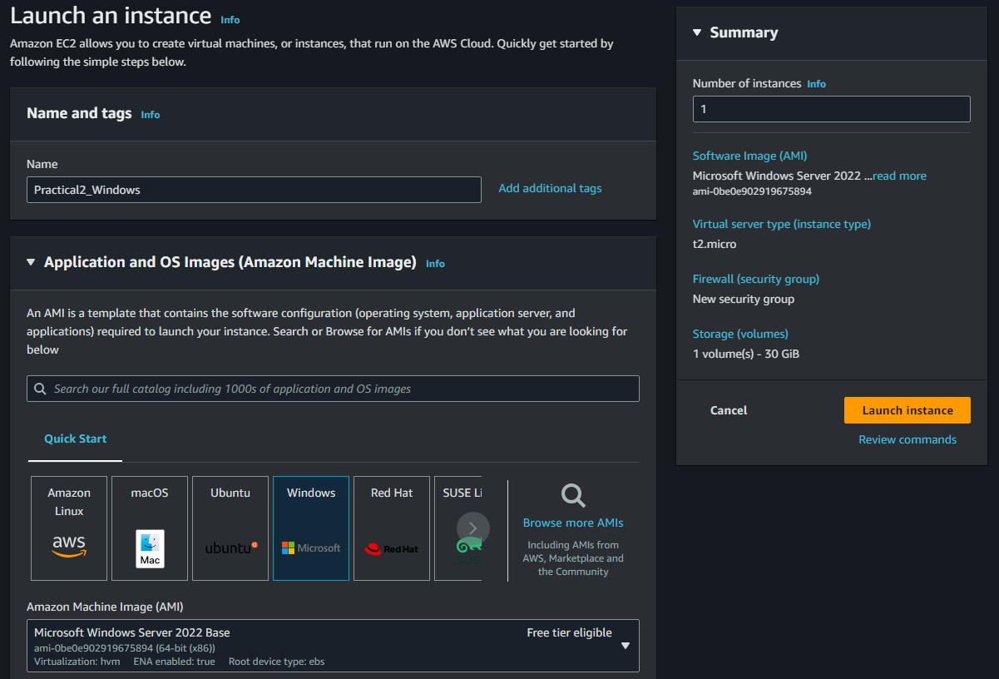 Launch an instance Info
Amazon EC2 allows you to create virtual machines, or instances, that run on the AWS Cloud. Quickly get started by
following the simple steps below.
Name and tags Info
Name
Practical2_Windows
Add additional tags
Application and OS Images (Amazon Machine Image) Info
An AMI is a template that contains the software configuration (operating system, application server, and
applications) required to launch your instance. Search or Browse for AMIs if you don’t see what you are looking for
below
Search our full catalog including 1000s of application and OS images
Quick Start
Amazon
Linux
aws
macOS
Mac
Ubuntu
ubuntu
Windows
Microsoft
Red Hat
RedHat
SUSE Li
SUS
Browse more AMIs
Including AMIs from
AWS, Marketplace and
the Community
Amazon Machine Image (AMI)
Microsoft Windows Server 2022 Base
Free tier eligible
ami-0be0e902919675894 (64-bit (x86))
Virtualization: hvm ENA enabled: true Root device type: ebs
Summary
Number of instances Info
1
Software Image (AMI)
Microsoft Windows Server 2022 ...read more
ami-0be0e902919675894
Virtual server type (instance type)
t2.micro
Firewall (security group)
New security group
Storage (volumes)
1 volume(s) - 30 GiB
Cancel
Launch instance
Review commands